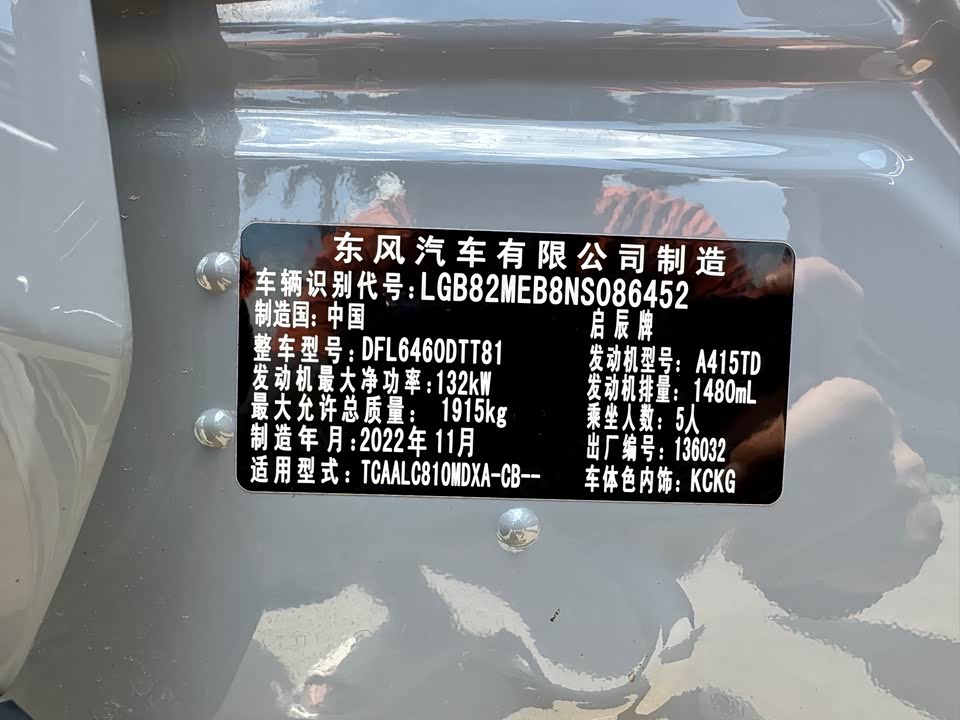 东风汽车有限公司制造
车辆识别代号:LGB82MEB8NS086452
制造国: 中国 启辰牌
整车型号:DFL6460DTT81 发动机型号: A415TD
发动机最大净功率:132kW 发动机排量: 1480mL
最大允许总质量: 1915kg 乘坐人数: 5人
制造年月:2022年11月 出厂编号: 136032
适用型式: TCAALC810MDXA-CB-- 车体色内饰: KCKG